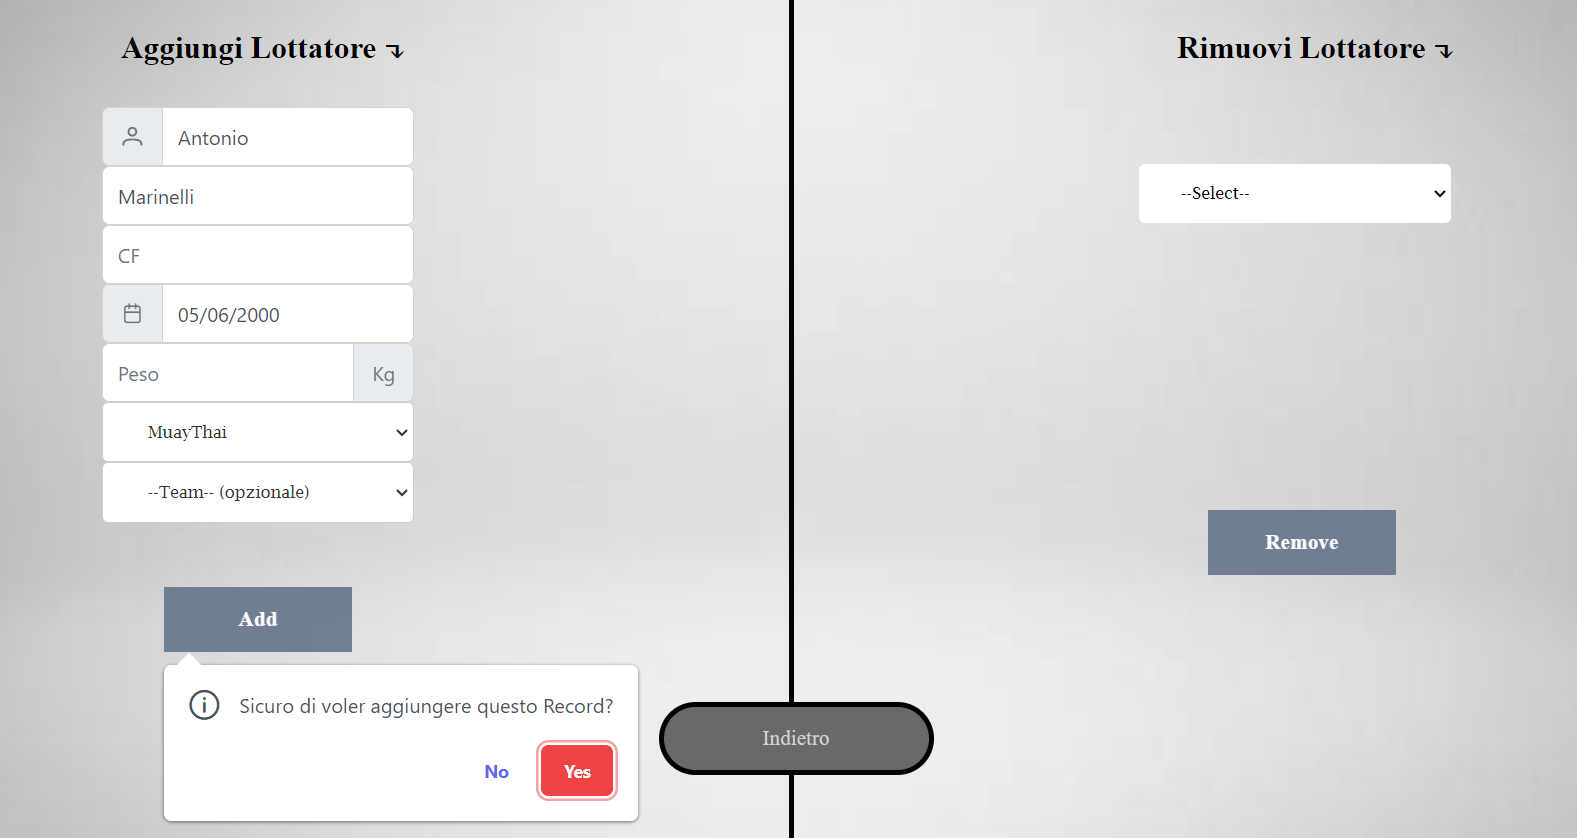 Aggiungi Lottatore
Antonio
Marinelli
CF
05/06/2000
Peso
Kg
MuayThai
--Team-- (opzionale)
Add
Sicuro di voler aggiungere questo Record?
No
Yes
Rimuovi Lottatore
--Select--
Remove
Indietro